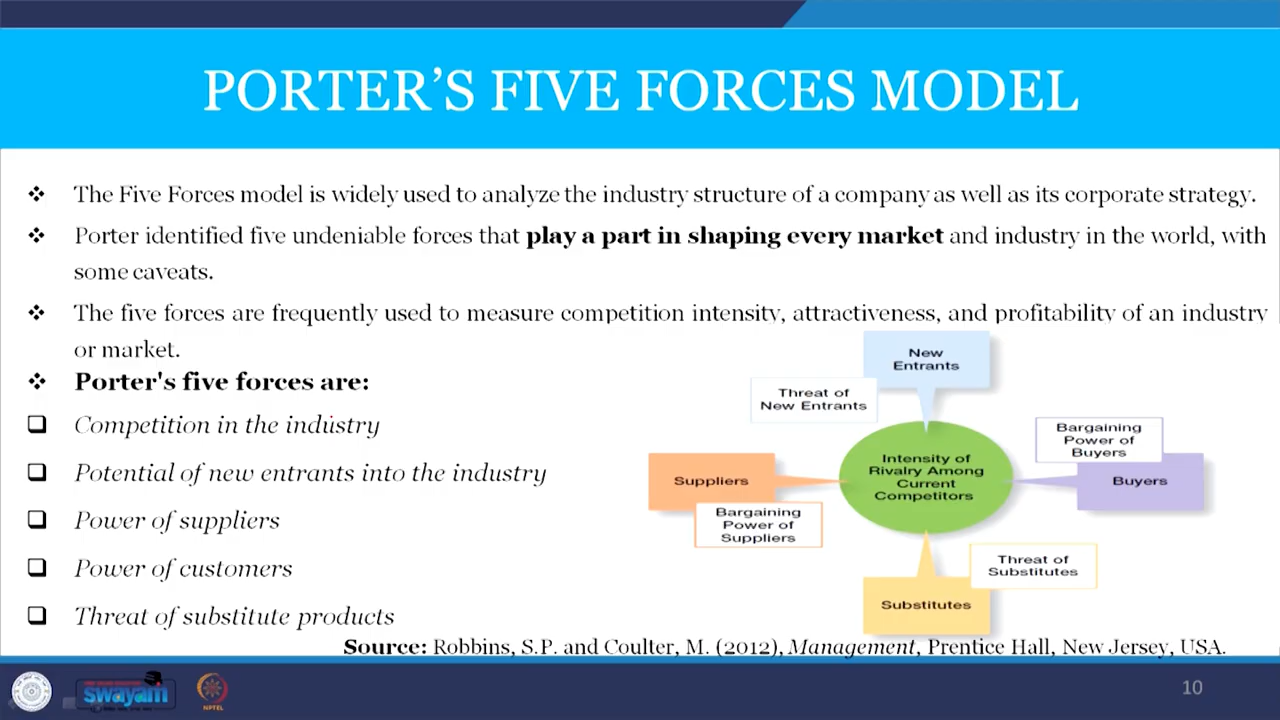 PORTER'S FIVE FORCES MODEL
❖ The Five Forces model is widely used to analyze the industry structure of a company as well as its corporate strategy.
❖ Porter identified five undeniable forces that play a part in shaping every market and industry in the world, with
some caveats.
❖ The five forces are frequently used to measure competition intensity, attractiveness, and profitability of an industry
or market.
❖ Porter's five forces are:
❑ Competition in the industry
❑ Potential of new entrants into the industry
❑ Power of suppliers
❑ Power of customers
❑ Threat of substitute products
New
Entrants
Threat of
New Entrants
Bargaining
Power of
Buyers
Intensity of
Rivalry Among
Current
Competitors
Suppliers
Buyers
Bargaining
Power of
Suppliers
Threat of
Substitutes
Substitutes
Source: Robbins, S.P. and Coulter, M. (2012), Management, Prentice Hall, New Jersey, USA.
swayam
NPTEL
10